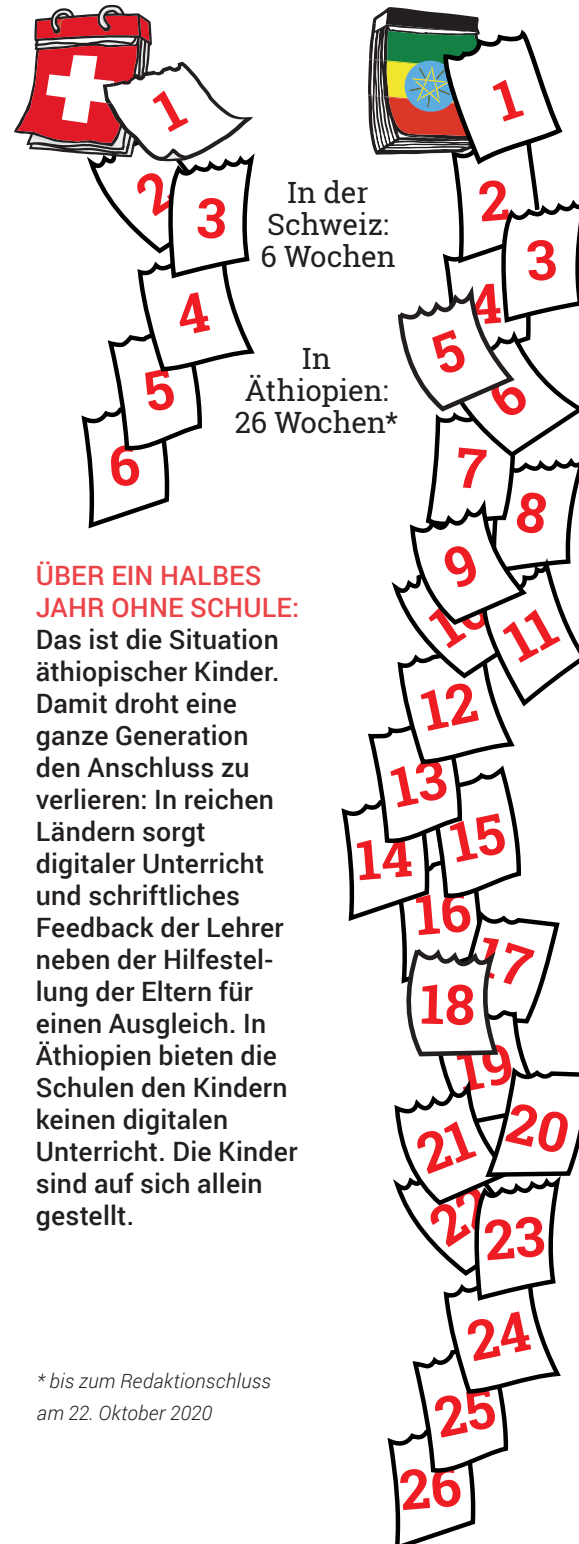 1
2
3
4
5
6
In der
Schweiz:
6 Wochen
In
Äthiopien:
26 Wochen*
1
2
3
4
5
6
7
8
9
10
11
12
13
14
15
16
17
18
19
20
21
22
23
24
25
26
ÜBER EIN HALBES
JAHR OHNE SCHULE:
Das ist die Situation
äthiopischer Kinder.
Damit droht eine
ganze Generation
den Anschluss zu
verlieren: In reichen
Ländern sorgt
digitaler Unterricht
und schriftliches
Feedback der Lehrer
neben der Hilfestel-
lung der Eltern für
einen Ausgleich. In
Äthiopien bieten die
Schulen den Kindern
keinen digitalen
Unterricht. Die Kinder
sind auf sich allein
gestellt.
* bis zum Redaktionschluss
am 22. Oktober 2020